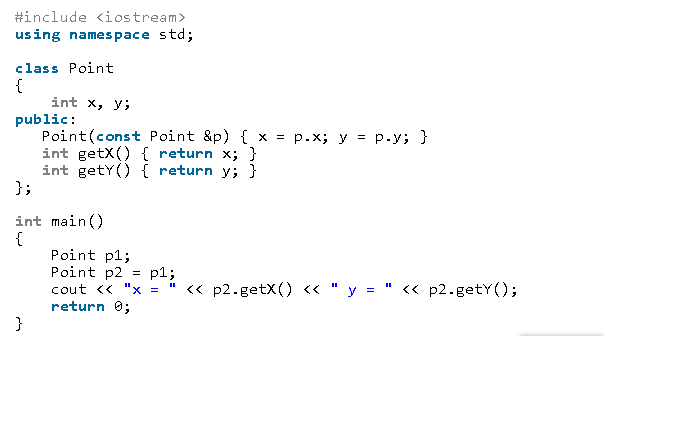 #include <iostream>
using namespace std;

class Point
{
    int x, y;
public:
   Point(const Point &p) { x = p.x; y = p.y; }
   int getX() { return x; }
   int getY() { return y; }
};

int main()
{
    Point p1;
    Point p2 = p1;
    cout << "x = " << p2.getX() << " y = " << p2.getY();
    return 0;
}